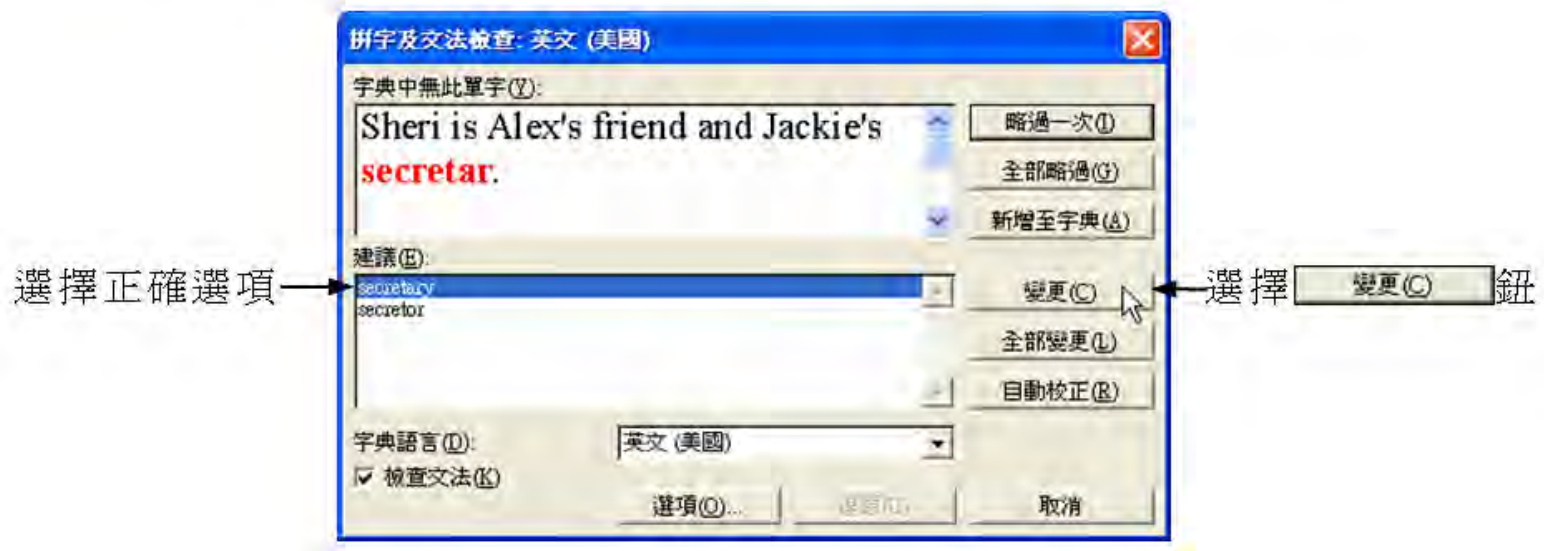 拼字及文法檢查: 英文 (美國)
字典中無此單字(Y):
Sheri is Alex's friend and Jackie's
secretar.
略過一次(I)
全部略過(G)
新增至字典(A)
建議(E):
選擇正確選項
secretary
secretor
變更(C)
選擇 變更(C) 鈕
全部變更(L)
自動校正(R)
字典語言(D):
英文 (美國)
檢查文法(K)
選項(O)...
取消